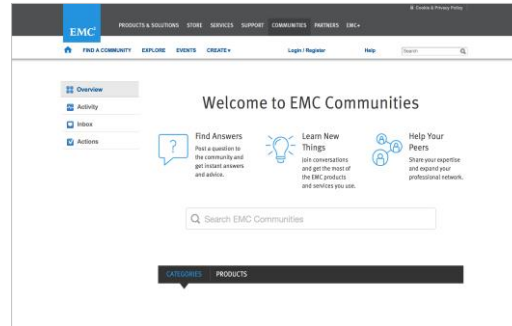 Cookie & Privacy Policy
EMC²
PRODUCTS & SOLUTIONS STORE SERVICES SUPPORT COMMUNITIES PARTNERS EMC+
FIND A COMMUNITY EXPLORE EVENTS CREATE Login / Register Help Search
Overview
Activity
Inbox
Actions
Welcome to EMC Communities
Find Answers
Post a question to
the community and
get instant answers
and advice.
Learn New
Things
Join conversations
and get the most of
the EMC products
and services you use.
Help Your
Peers
Share your expertise
and expand your
professional network.
Search EMC Communities
CATEGORIES PRODUCTS